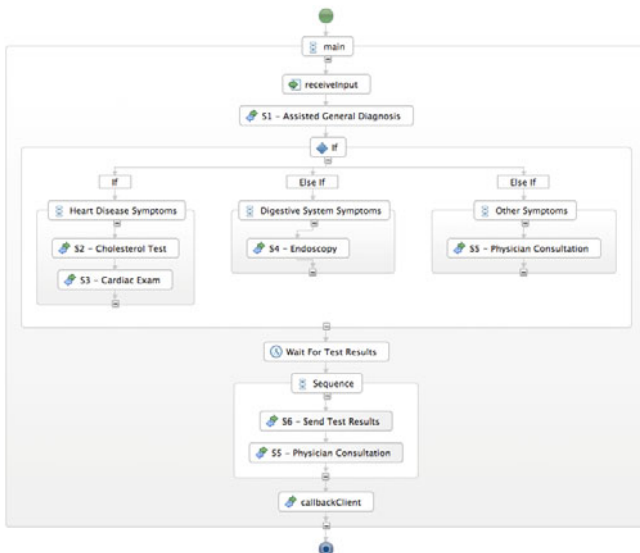 main
receiveInput
S1 - Assisted General Diagnosis
If
If
Else If
Else If
Heart Disease Symptoms
Digestive System Symptoms
Other Symptoms
S2 - Cholesterol Test
S4 - Endoscopy
S5 - Physician Consultation
S3 - Cardiac Exam
Wait For Test Results
Sequence
S6 - Send Test Results
S5 - Physician Consultation
callbackClient